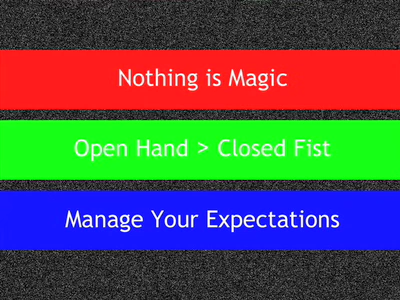 Nothing is Magic
Open Hand > Closed Fist
Manage Your Expectations